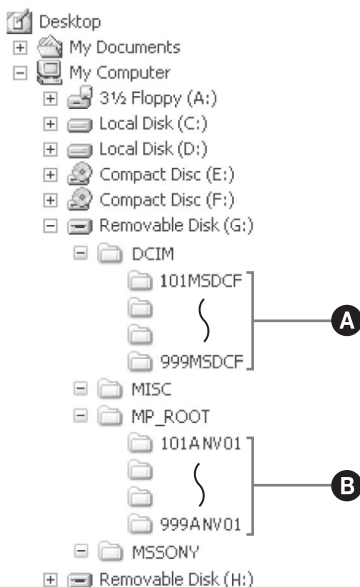 Desktop
My Documents
My Computer
3½ Floppy (A:)
Local Disk (C:)
Local Disk (D:)
Compact Disc (E:)
Compact Disc (F:)
Removable Disk (G:)
DCIM
101MSDCF
A
999MSDCF
MISC
MP_ROOT
101ANV01
B
999ANV01
MSSONY
Removable Disk (H:)